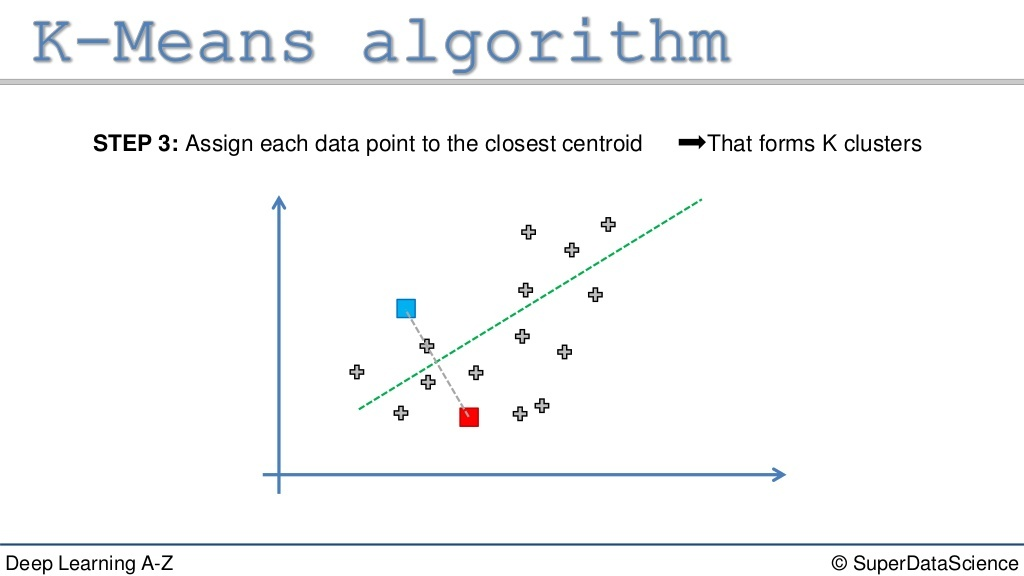 K-Means algorithm
STEP 3: Assign each data point to the closest centroid ➡That forms K clusters
Deep Learning A-Z
© SuperDataScience